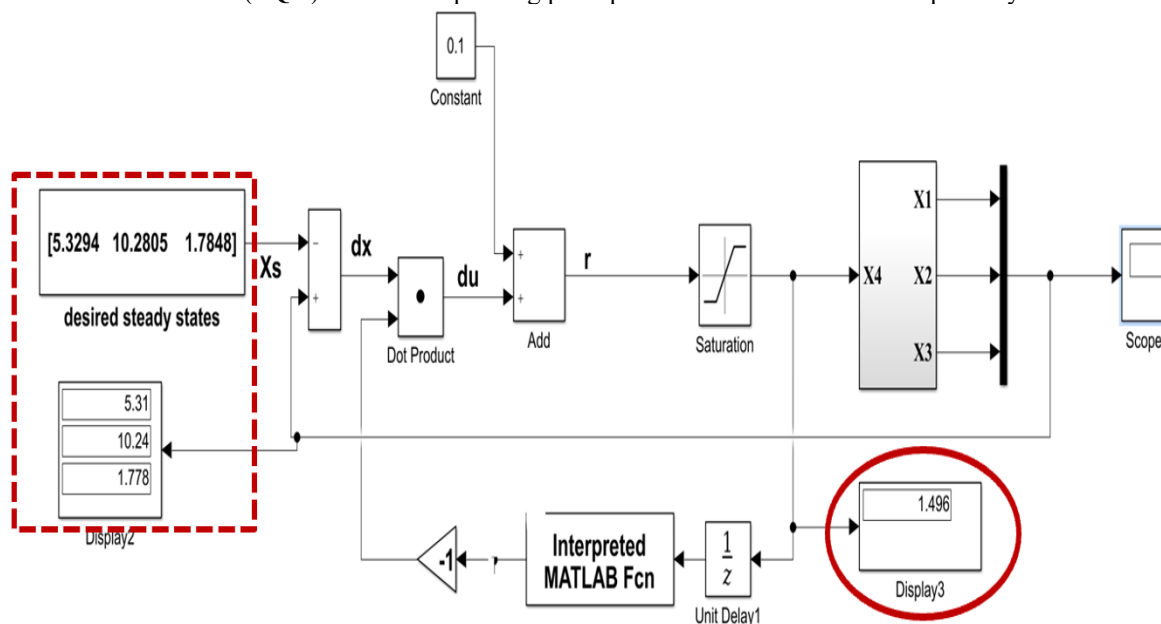 0.1
Constant
[5.3294 10.2805 1.7848]
desired steady states
Xs
-
+
dx
Dot Product
du
+
+
Add
r
Saturation
X4
X1
X2
X3
Scope
5.31
10.24
1.778
Display2
-1
Interpreted
MATLAB Fcn
1
z
Unit Delay1
1.496
Display3